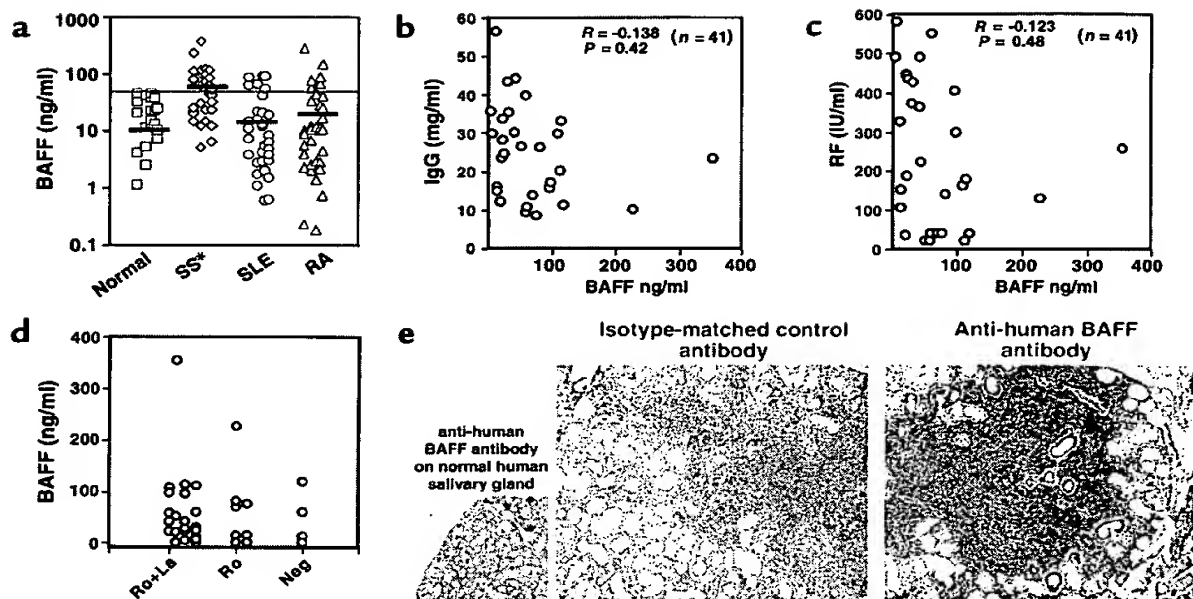 a
1000
100
10
1
0.1
BAFF (ng/ml)
Normal
SS*
SLE
RA
b
60
50
40
30
20
10
0
IgG (mg/ml)
R = -0.138
P = 0.42
(n = 41)
100
200
300
400
BAFF ng/ml
c
600
500
400
300
200
100
0
RF (IU/ml)
R = -0.123
P = 0.48
(n = 41)
100
200
300
400
BAFF ng/ml
d
400
300
200
100
0
BAFF (ng/ml)
Ro+La
Ro
Neg
e
Isotype-matched control
antibody
Anti-human BAFF
antibody
anti-human
BAFF antibody
on normal human
salivary gland